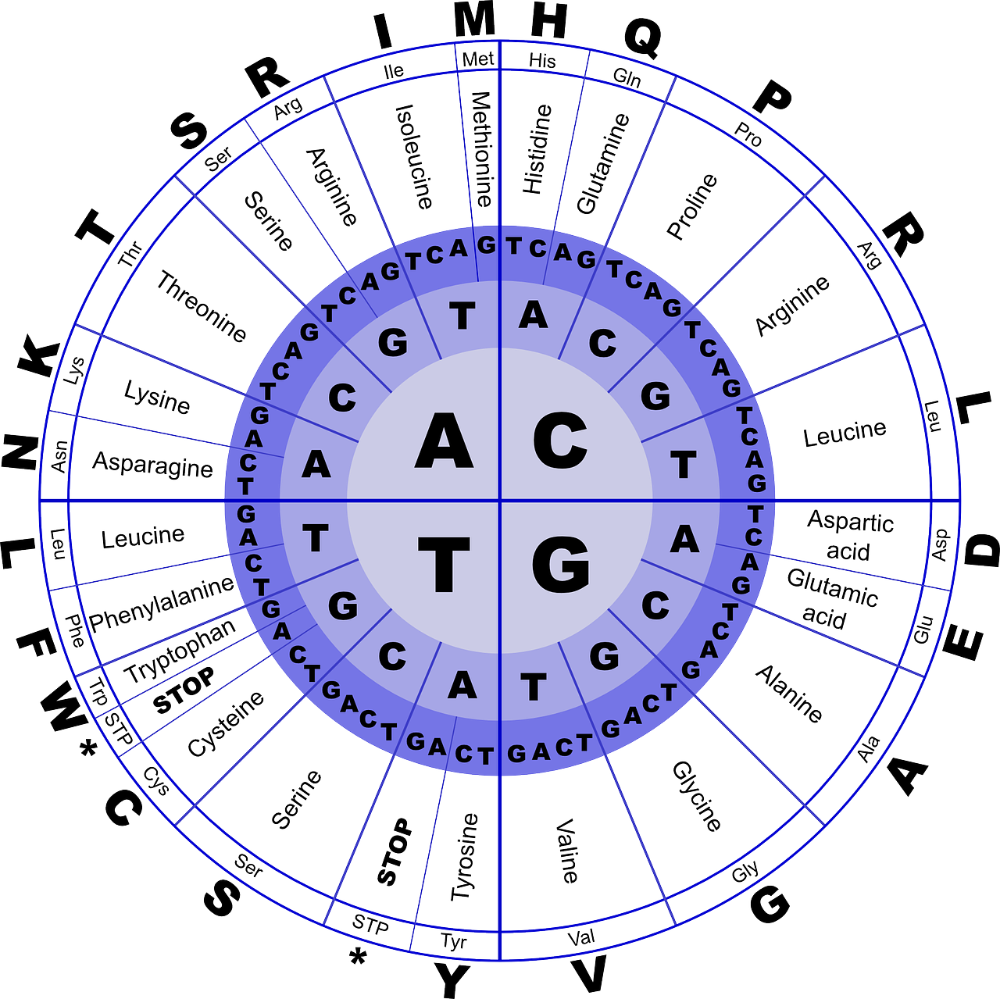 M
H
Q
P
R
L
D
E
A
G
V
Y
*
S
C
*
W
F
L
N
K
T
S
R
I
Met
His
Gln
Pro
Arg
Leu
Asp
Glu
Ala
Gly
Val
Tyr
STP
Ser
Cys
STP
Trp
Phe
Leu
Asn
Lys
Thr
Ser
Arg
Ile
Methionine
Histidine
Glutamine
Proline
Arginine
Leucine
Aspartic
acid
Glutamic
acid
Alanine
Glycine
Valine
Tyrosine
STOP
Serine
Cysteine
STOP
Tryptophan
Phenylalanine
Leucine
Asparagine
Lysine
Threonine
Serine
Arginine
Isoleucine
T C A G
T C A G
T C A G
T C A G
T C A G
T C A G
G A C T
G A C T
G A C T
G A C T
G A C T
G A C T
T C A G
T C A G
T C A G
T C A G
A
C
G
T
A
C
G
T
A
C
G
T
A
C
G
T
A C
T G